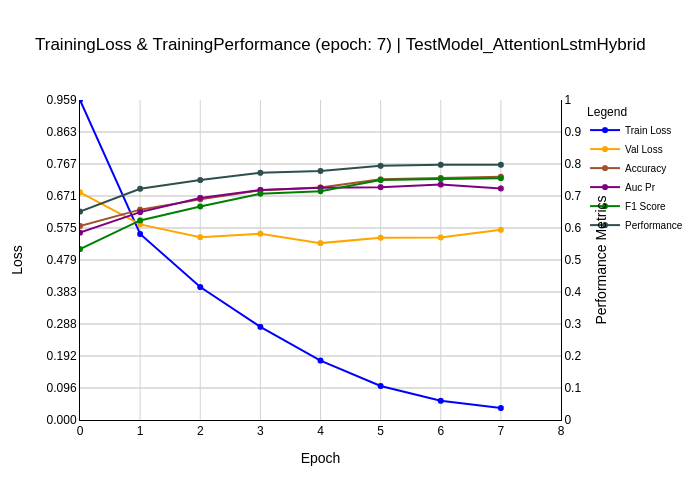 TrainingLoss & TrainingPerformance (epoch: 7) | TestModel_AttentionLstmHybrid
0.959
0.863
0.767
0.671
0.575
0.479
0.383
0.288
0.192
0.096
0.000
Loss
0 1 2 3 4 5 6 7 8
Epoch
1
0.9
0.8
0.7
0.6
0.5
0.4
0.3
0.2
0.1
0
Performance Metrics
Legend
Train Loss
Val Loss
Accuracy
Auc Pr
F1 Score
Performance